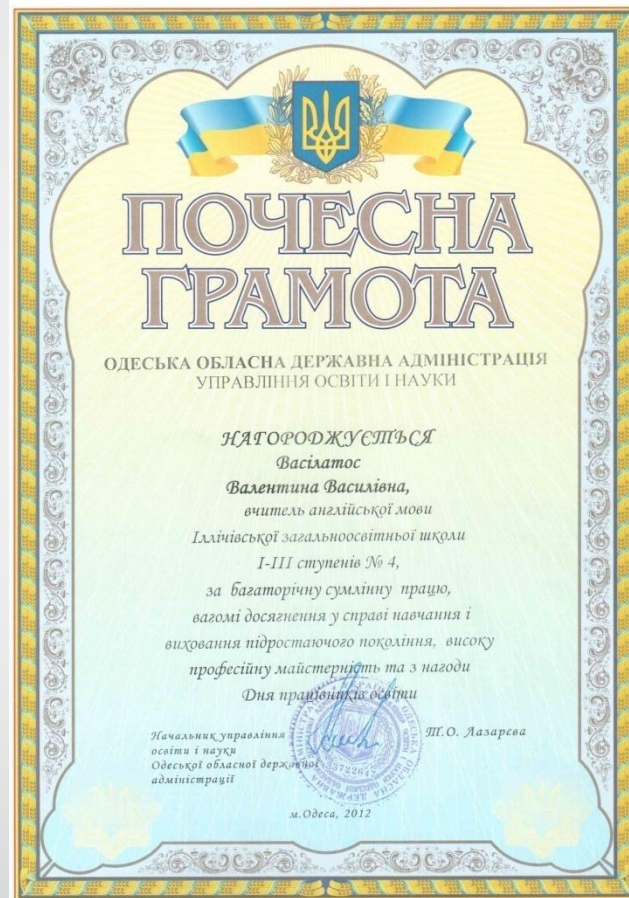 ПОЧЕСНА
ГРАМОТА
ОДЕСЬКА ОБЛАСНА ДЕРЖАВНА АДМІНІСТРАЦІЯ
УПРАВЛІННЯ ОСВІТИ І НАУКИ
НАГОРОДЖУЄТЬСЯ
Васілатос
Валентина Василівна,
вчитель англійської мови
Іллічівської загальноосвітньої школи
І-ІІІ ступенів № 4,
за багаторічну сумлінну працю,
вагомі досягнення у справі навчання і
виховання підростаючого покоління, високу
професійну майстерність та з нагоди
Дня працівників освіти
Начальник управління
освіти і науки
Одеської обласної державної
адміністрації
Т.О. Лазарєва
м.Одеса, 2012